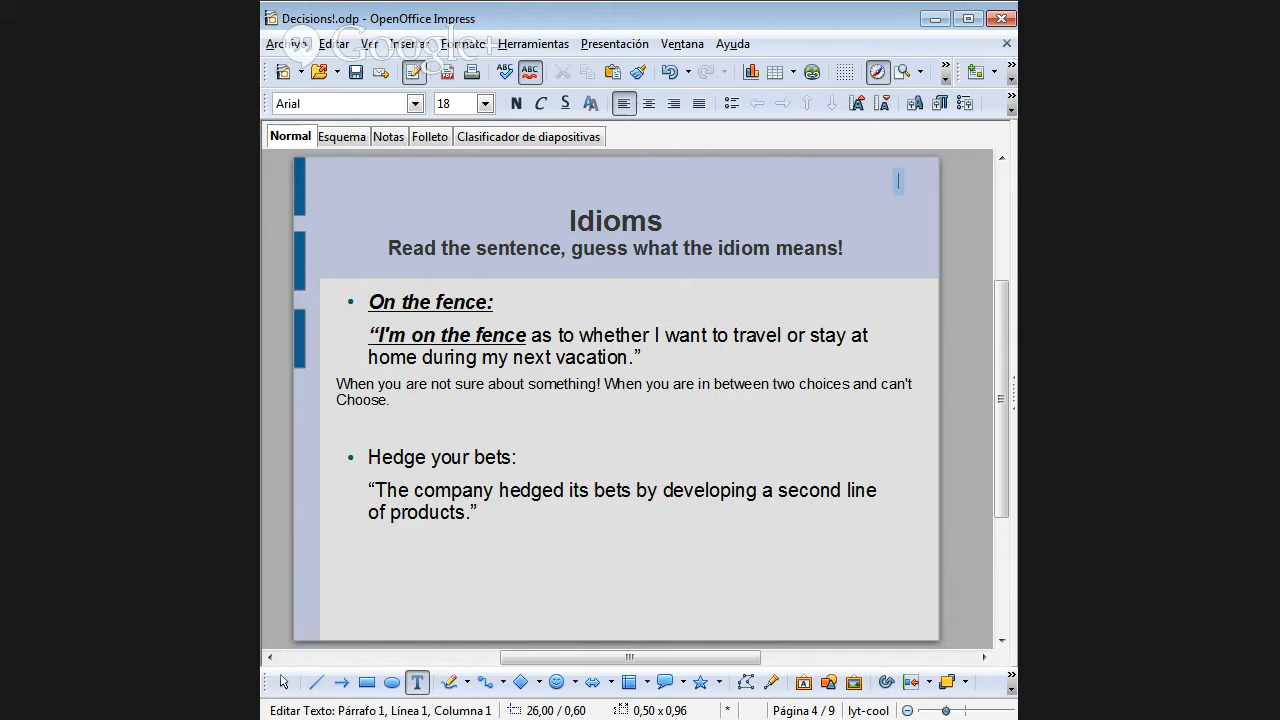 Decisions!.odp - OpenOffice Impress
Archivo Editar Ver Insertar Formato Herramientas Presentación Ventana Ayuda
Google+
ABC ABC
Arial 18 N C S
Normal Esquema Notas Folleto Clasificador de diapositivas
Idioms
Read the sentence, guess what the idiom means!
• On the fence:
“I'm on the fence as to whether I want to travel or stay at
home during my next vacation.”
When you are not sure about something! When you are in between two choices and can't
Choose.
• Hedge your bets:
“The company hedged its bets by developing a second line
of products.”
Editar Texto: Párrafo 1, Línea 1, Columna 1 26,00 / 0,60 0,50 x 0,96 * Página 4 / 9 lyt-cool